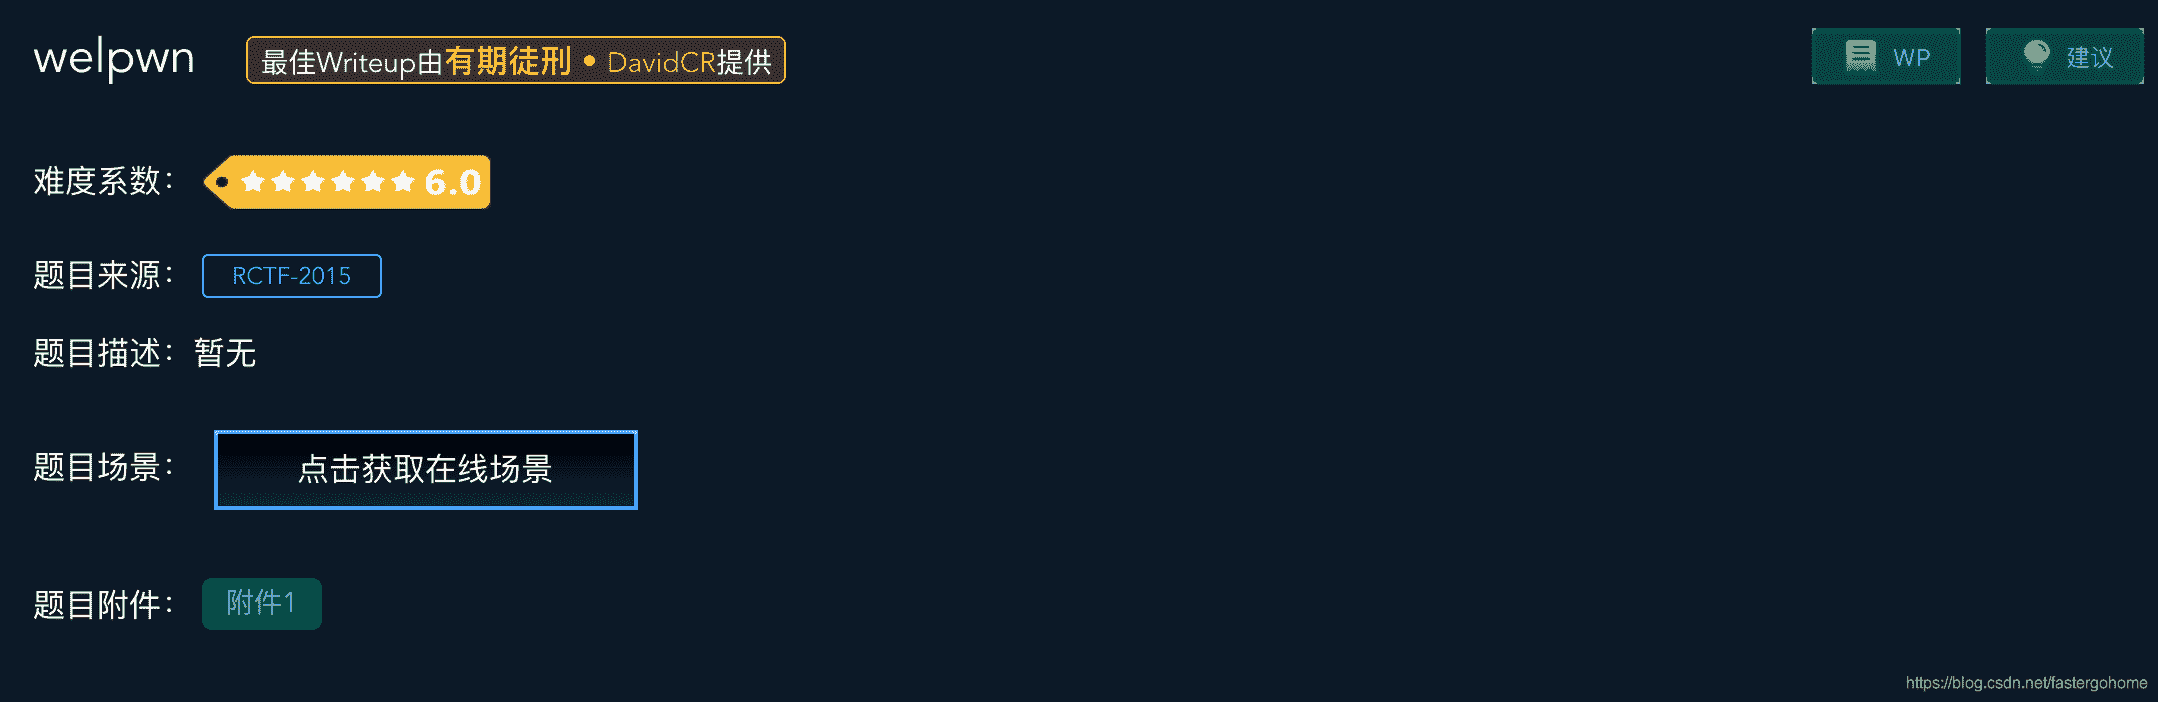 welpwn 最佳Writeup由有期徒刑 • DavidCR提供 WP 建议
难度系数： ★★★★★★ 6.0
题目来源： RCTF-2015
题目描述：暂无
题目场景： 点击获取在线场景
题目附件： 附件1
https://blog.csdn.net/fastergohome